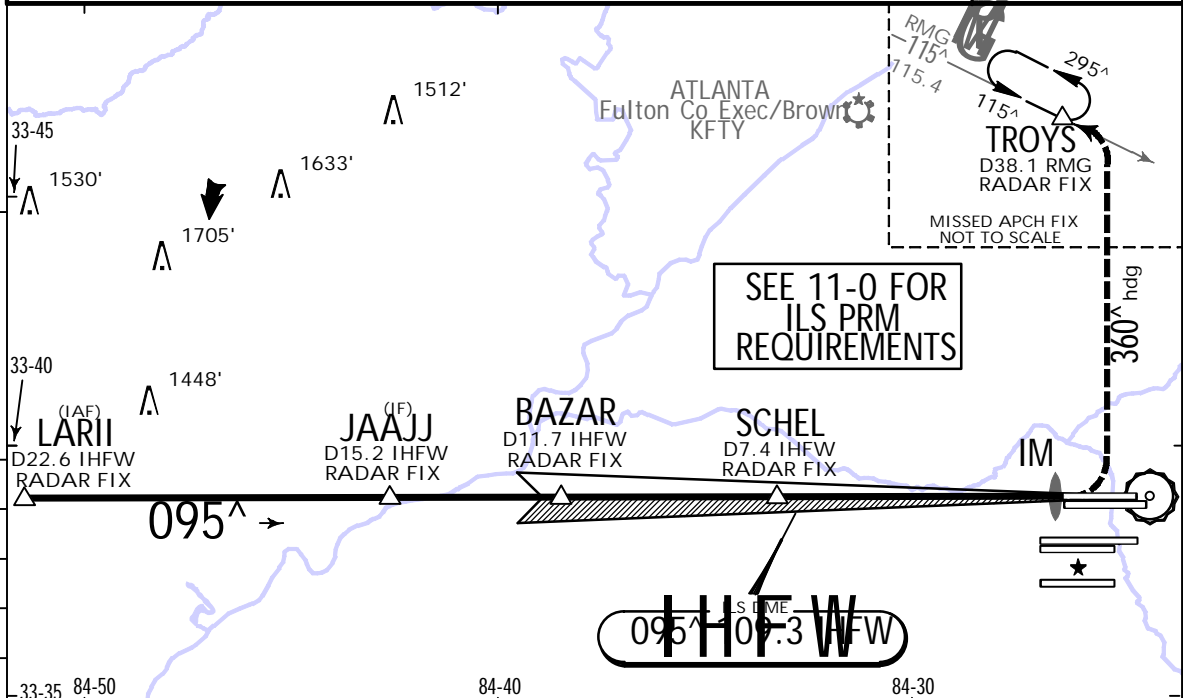 RMG
115^
115.4
295^
115^
TROYS
D38.1 RMG
RADAR FIX
MISSED APCH FIX
NOT TO SCALE
ATLANTA
Fulton Co Exec/Brown
KFTY
1512'
33-45
1633'
1530'
1705'
SEE 11-0 FOR
ILS PRM
REQUIREMENTS
360^ hdg
33-40
1448'
(IAF)
LARII
D22.6 IHFW
RADAR FIX
(IF)
JAAJJ
D15.2 IHFW
RADAR FIX
BAZAR
D11.7 IHFW
RADAR FIX
SCHEL
D7.4 IHFW
RADAR FIX
IM
095^
ILS DME
095^ 109.3 IHFW
IHFW
33-35
84-50
84-40
84-30